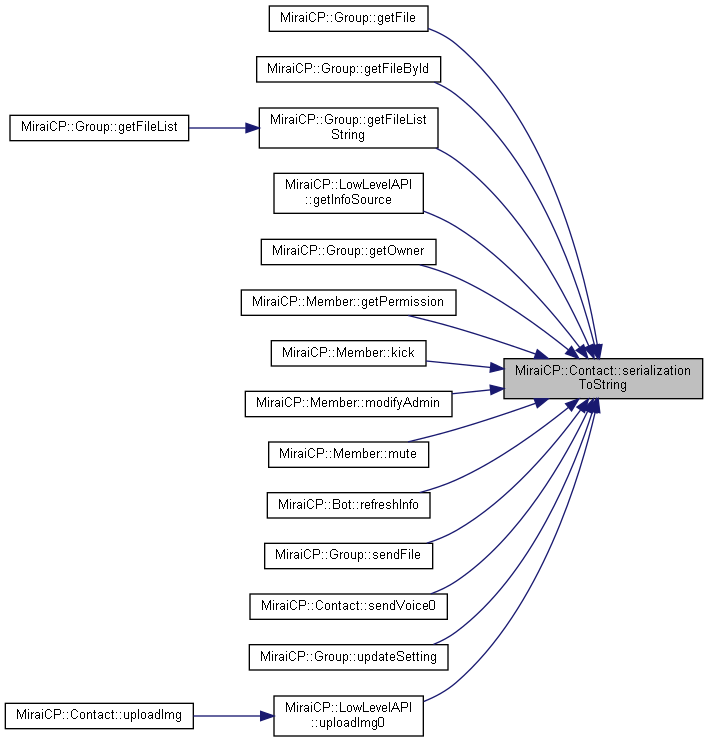 MiraiCP::Group::getFile
MiraiCP::Group::getFileById
MiraiCP::Group::getFileList
MiraiCP::Group::getFileList
String
MiraiCP::LowLevelAPI
::getInfoSource
MiraiCP::Group::getOwner
MiraiCP::Member::getPermission
MiraiCP::Member::kick
MiraiCP::Contact::serialization
ToString
MiraiCP::Member::modifyAdmin
MiraiCP::Member::mute
MiraiCP::Bot::refreshInfo
MiraiCP::Group::sendFile
MiraiCP::Contact::sendVoice0
MiraiCP::Group::updateSetting
MiraiCP::Contact::uploadImg
MiraiCP::LowLevelAPI
::uploadImg0